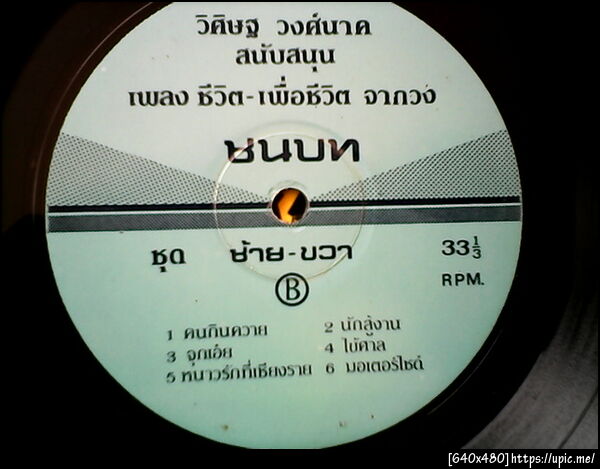 วิศิษฐ วงศ์นาค
สนับสนุน
เพลง ชีวิต-เพื่อชีวิต จากวง
ชนบท
ชุด ซ้าย-ขวา 33 1/3
RPM.
B
1 คนกินควาย 2 นักสู้งาน
3 จุกเอ๋ย 4 ไข้ศาล
5 หนาวรักที่เชียงราย 6 มอเตอร์ไซด์
[640x480]https://upic.me/